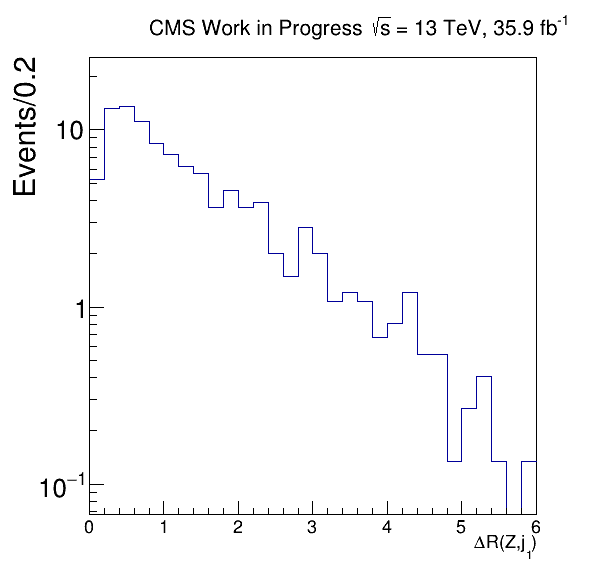 CMS Work in Progress √s = 13 TeV, 35.9 fb⁻¹
Events/0.2
10
1
10⁻¹
0 1 2 3 4 5 6
ΔR(Z,j₁)